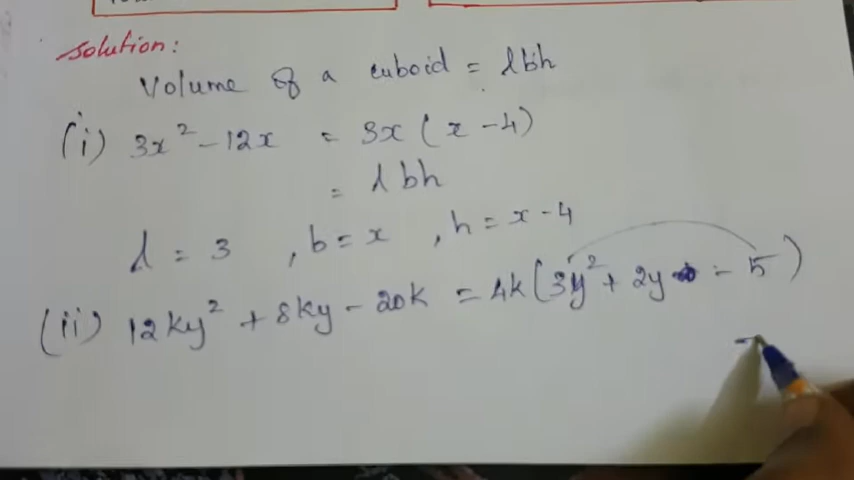 Solution:
Volume of a cuboid = lbh
(i) 3x² - 12x = 3x(x - 4)
= lbh
l = 3 , b = x , h = x - 4
(ii) 12ky² + 8ky - 20k = 4k(3y² + 2y - 5)
-